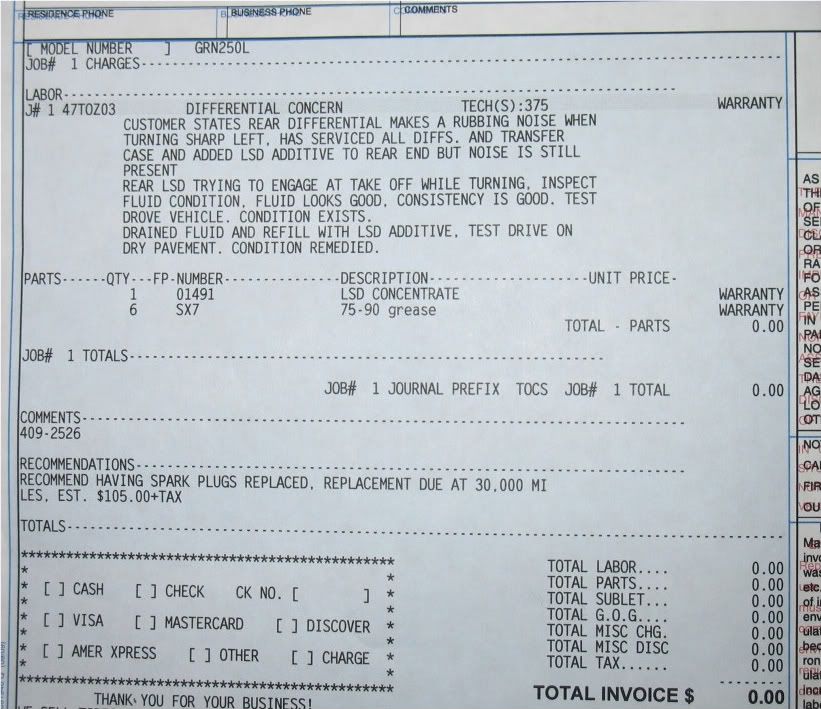 RESIDENCE PHONE BUSINESS PHONE COMMENTS
[ MODEL NUMBER ] GRN250L
JOB# 1 CHARGES
LABOR
J# 1 47TOZ03 DIFFERENTIAL CONCERN TECH(S):375 WARRANTY
CUSTOMER STATES REAR DIFFERENTIAL MAKES A RUBBING NOISE WHEN
TURNING SHARP LEFT, HAS SERVICED ALL DIFFS. AND TRANSFER
CASE AND ADDED LSD ADDITIVE TO REAR END BUT NOISE IS STILL
PRESENT
REAR LSD TRYING TO ENGAGE AT TAKE OFF WHILE TURNING, INSPECT
FLUID CONDITION, FLUID LOOKS GOOD, CONSISTENCY IS GOOD. TEST
DROVE VEHICLE. CONDITION EXISTS.
DRAINED FLUID AND REFILL WITH LSD ADDITIVE, TEST DRIVE ON
DRY PAVEMENT. CONDITION REMEDIED.
PARTS------QTY---FP-NUMBER---------------DESCRIPTION--------------------UNIT PRICE-
1 01491 LSD CONCENTRATE WARRANTY
6 SX7 75-90 grease WARRANTY
TOTAL - PARTS 0.00
JOB# 1 TOTALS
JOB# 1 JOURNAL PREFIX TOCS JOB# 1 TOTAL 0.00
COMMENTS
409-2526
RECOMMENDATIONS
RECOMMEND HAVING SPARK PLUGS REPLACED, REPLACEMENT DUE AT 30,000 MI
LES, EST. $105.00+TAX
TOTALS
TOTAL LABOR.... 0.00
[ ] CASH [ ] CHECK CK NO. [ ] TOTAL PARTS.... 0.00
TOTAL SUBLET... 0.00
[ ] VISA [ ] MASTERCARD [ ] DISCOVER TOTAL G.O.G.... 0.00
TOTAL MISC CHG. 0.00
[ ] AMER XPRESS [ ] OTHER [ ] CHARGE TOTAL MISC DISC 0.00
TOTAL TAX...... 0.00
TOTAL INVOICE $ 0.00
THANK YOU FOR YOUR BUSINESS!